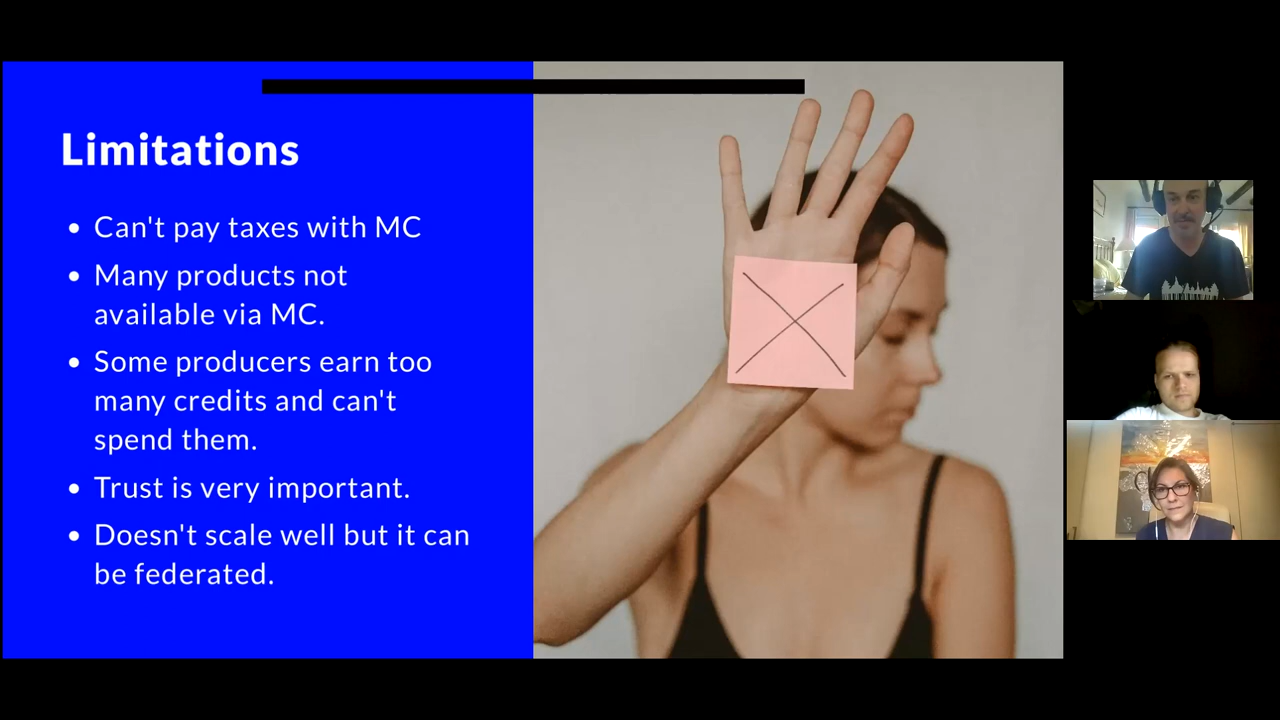 Limitations
• Can't pay taxes with MC
• Many products not
available via MC.
• Some producers earn too
many credits and can't
spend them.
• Trust is very important.
• Doesn't scale well but it can
be federated.